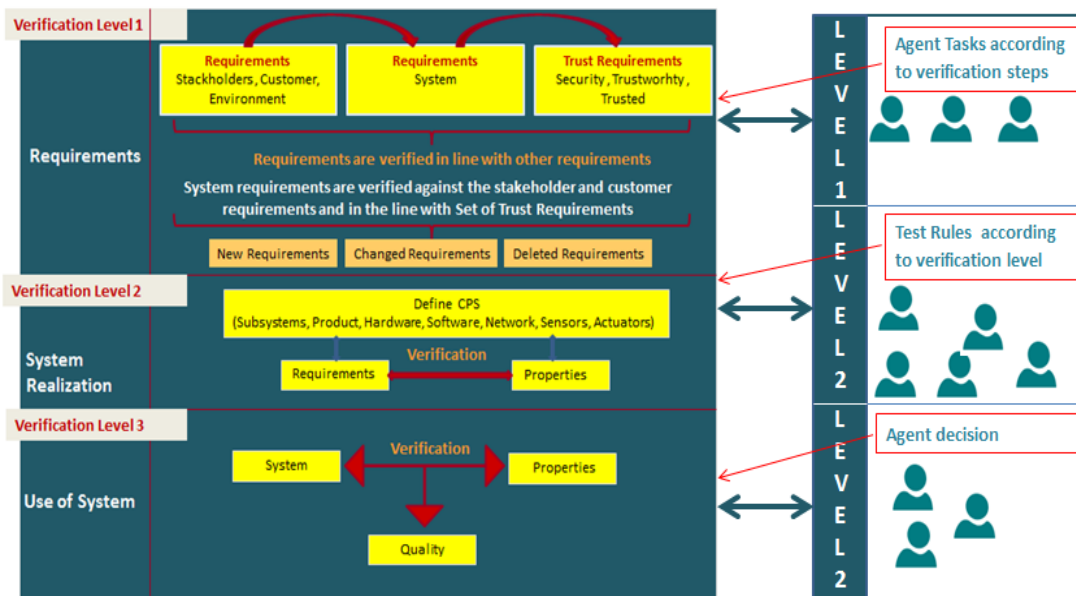 Verification Level 1
Requirements
Stackholders, Customer,
Environment
Requirements
System
Trust Requirements
Security, Trustworhty,
Trusted
Requirements
Requirements are verified in line with other requirements
System requirements are verified against the stakeholder and customer
requirements and in the line with Set of Trust Requirements
New Requirements
Changed Requirements
Deleted Requirements
Verification Level 2
Define CPS
(Subsystems, Product, Hardware, Software, Network, Sensors, Actuators)
System
Realization
Verification
Requirements
Properties
Verification Level 3
Verification
System
Properties
Use of System
Quality
L
E
V
E
L
1
Agent Tasks according
to verification steps
L
E
V
E
L
2
Test Rules according
to verification level
L
E
V
E
L
2
Agent decision